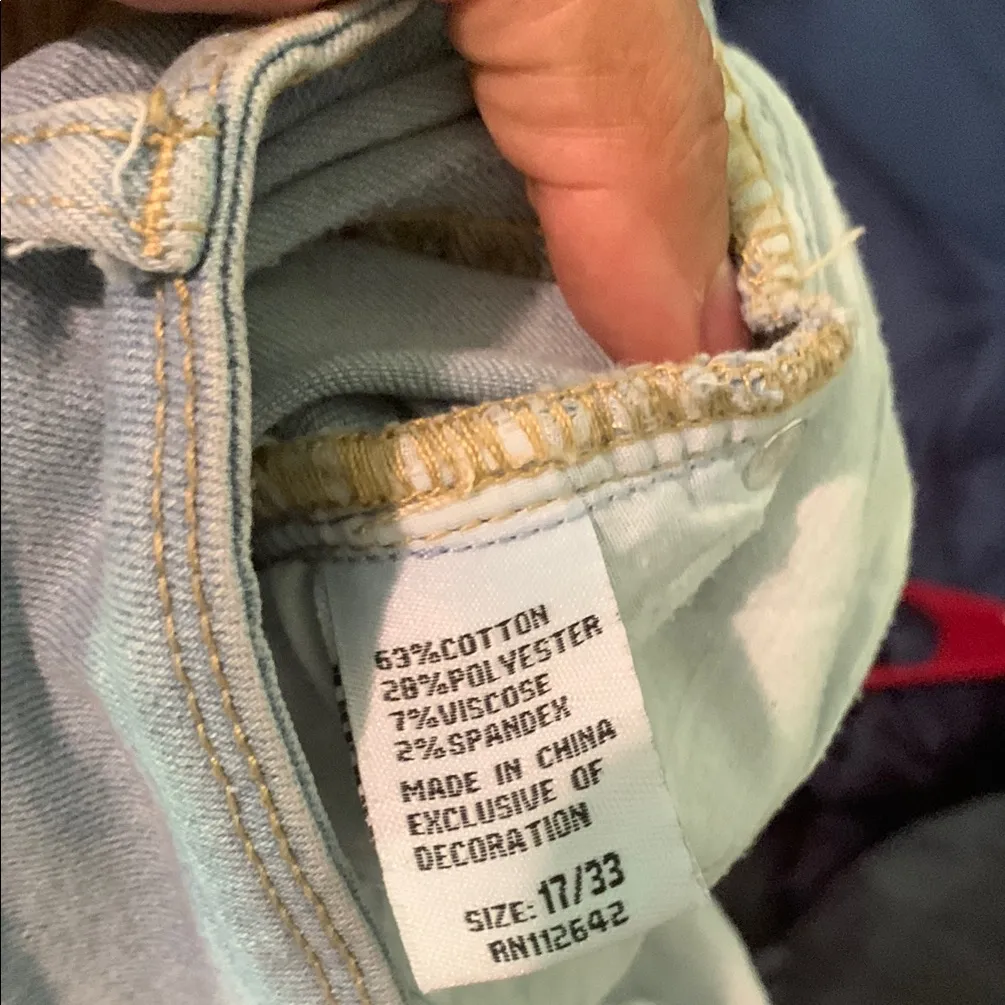 63%COTTON
28%POLYESTER
7%VISCOSE
2%SPANDEX
MADE IN CHINA
EXCLUSIVE OF
DECORATION
SIZE: 17/33
RN112642